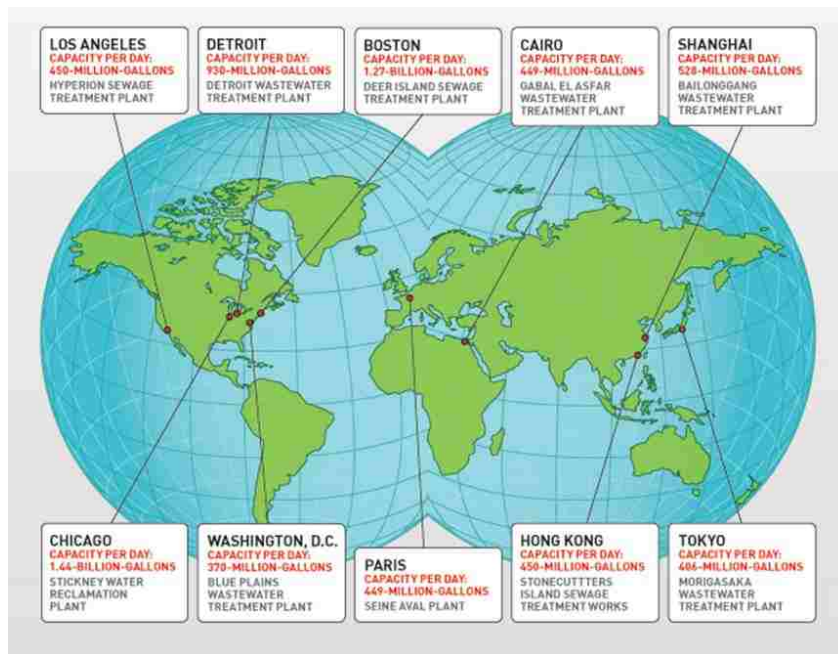 LOS ANGELES
CAPACITY PER DAY:
450-MILLION-GALLONS
HYPERION SEWAGE
TREATMENT PLANT
DETROIT
CAPACITY PER DAY:
930-MILLION-GALLONS
DETROIT WASTEWATER
TREATMENT PLANT
BOSTON
CAPACITY PER DAY:
1.27-BILLION-GALLONS
DEER ISLAND SEWAGE
TREATMENT PLANT
CAIRO
CAPACITY PER DAY:
449-MILLION-GALLONS
GABAL EL ASFAR
WASTEWATER
TREATMENT PLANT
SHANGHAI
CAPACITY PER DAY:
528-MILLION-GALLONS
BAILONGGANG
WASTEWATER
TREATMENT PLANT
CHICAGO
CAPACITY PER DAY:
1.44-BILLION-GALLONS
STICKNEY WATER
RECLAMATION
PLANT
WASHINGTON, D.C.
CAPACITY PER DAY:
370-MILLION-GALLONS
BLUE PLAINS
WASTEWATER
TREATMENT PLANT
PARIS
CAPACITY PER DAY:
449-MILLION-GALLONS
SEINE AVAL PLANT
HONG KONG
CAPACITY PER DAY:
450-MILLION-GALLONS
STONECUTTTERS
ISLAND SEWAGE
TREATMENT WORKS
TOKYO
CAPACITY PER DAY:
406-MILLION-GALLONS
MORIGASAKA
WASTEWATER
TREATMENT PLANT